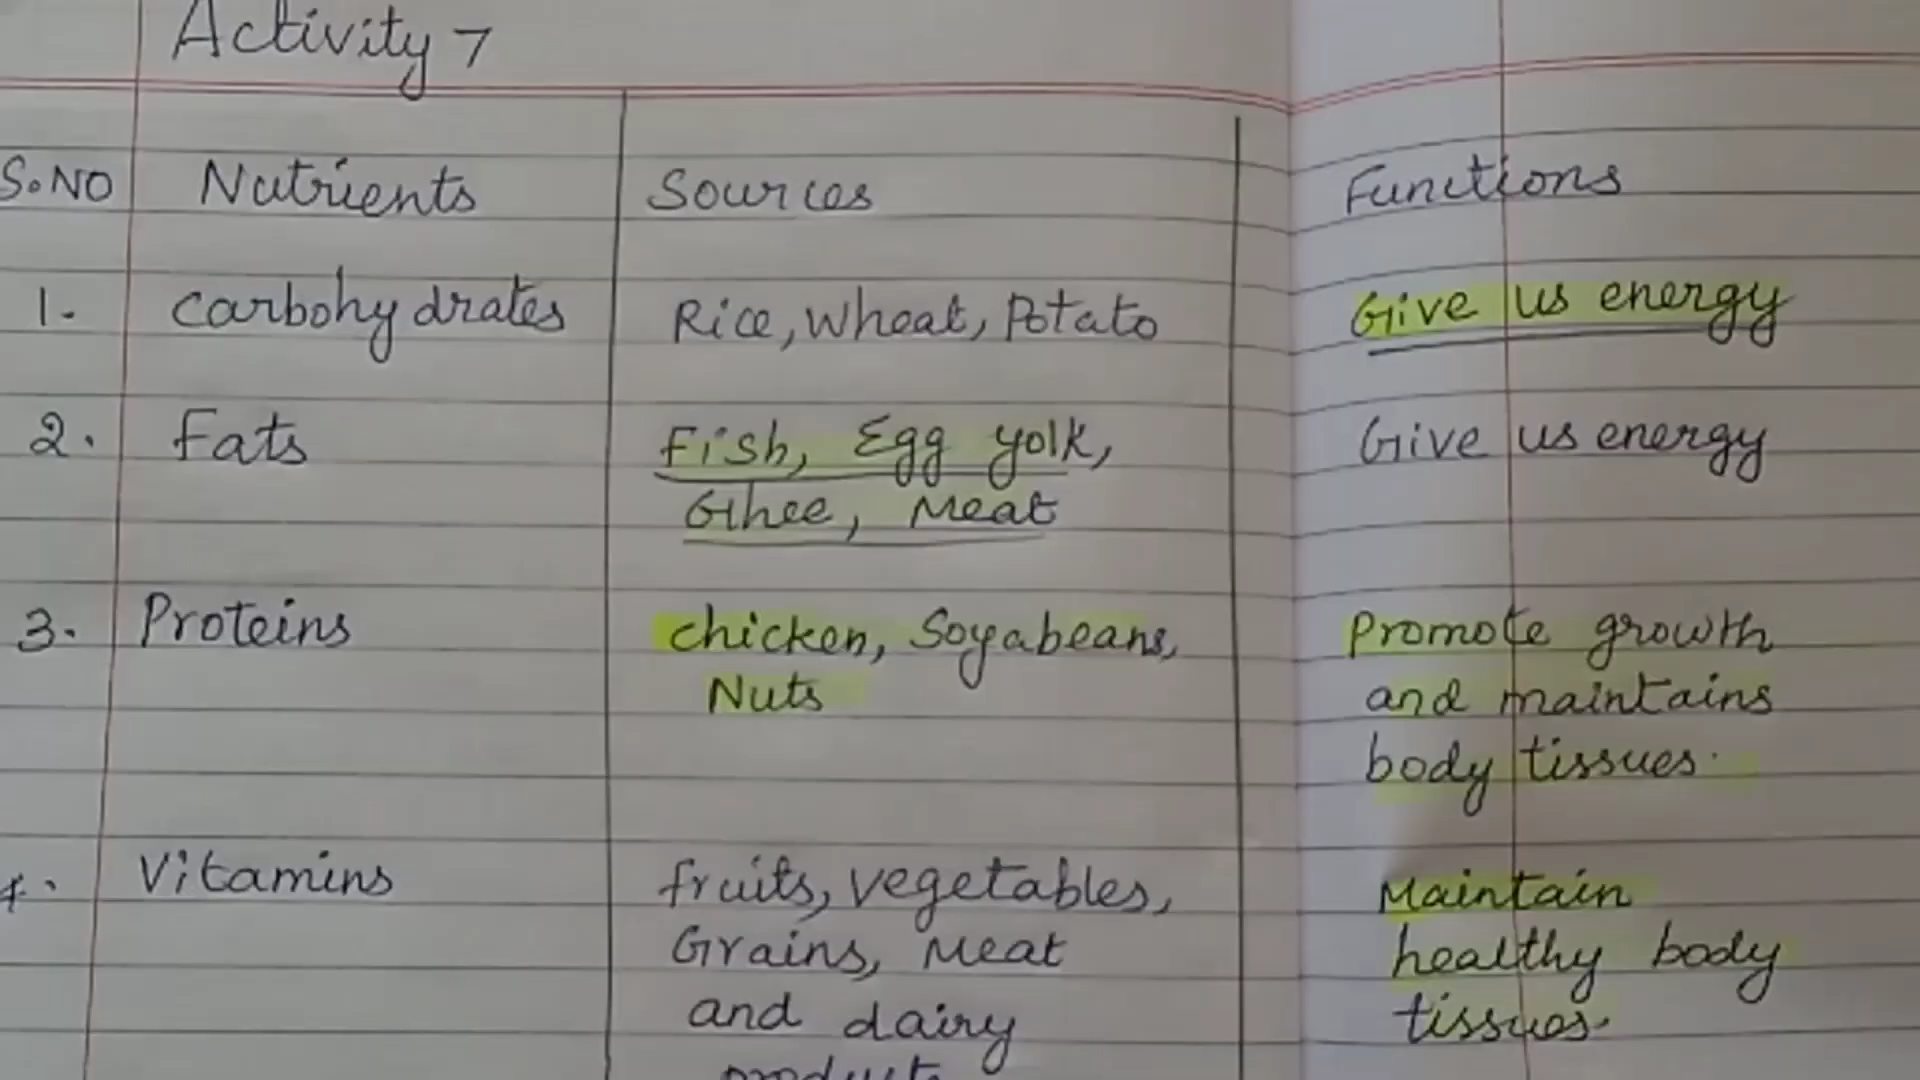 Activity 7
S.NO Nutrients Sources Functions
1. Carbohydrates Rice, Wheat, Potato Give us energy
2. Fats Fish, Egg yolk, Give us energy
Ghee, Meat
3. Proteins chicken, Soyabeans, Promote growth
Nuts and maintains
body tissues.
4. Vitamins fruits, vegetables, Maintain
Grains, Meat healthy body
and dairy tissues.